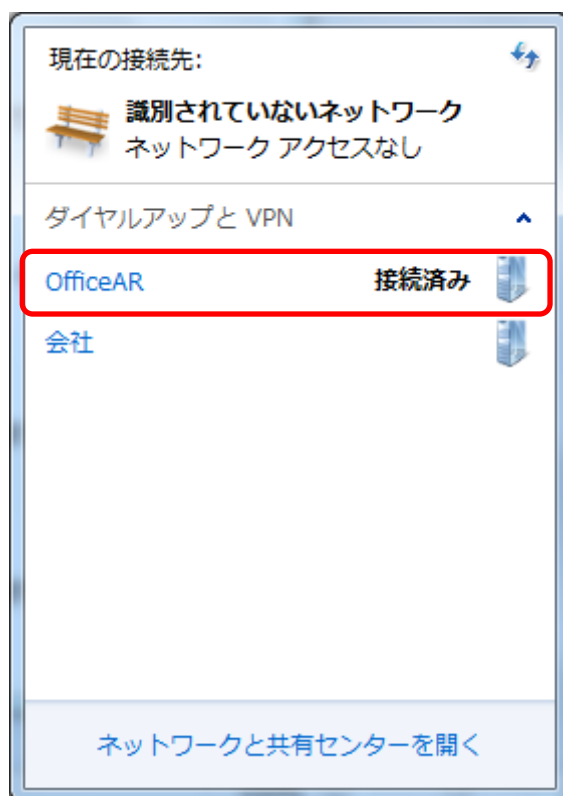 現在の接続先:
識別されていないネットワーク
ネットワーク アクセスなし
ダイヤルアップと VPN
OfficeAR 接続済み
会社
ネットワークと共有センターを開く